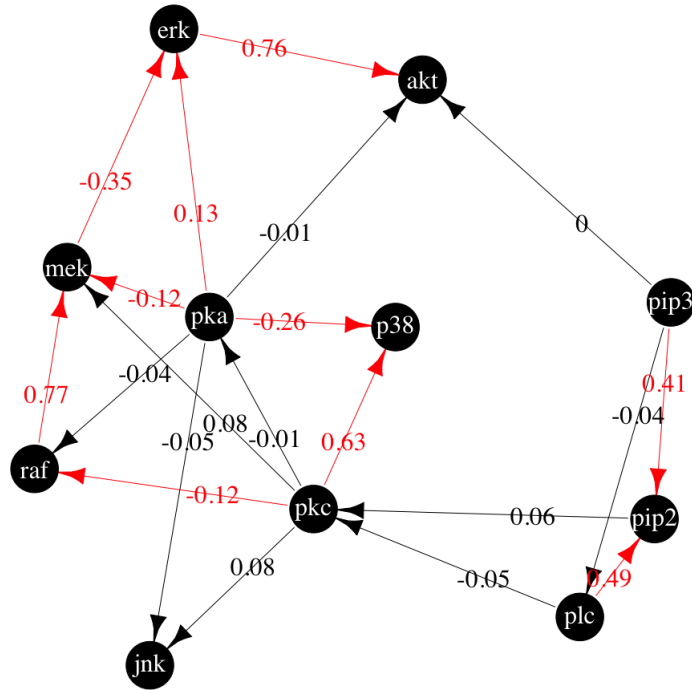 erk
0.76
akt
-0.35
0.13
-0.01
0
mek
-0.12
pka
-0.26
p38
pip3
0.41
-0.04
0.77
-0.04
0.08
-0.05
-0.01
0.63
raf
-0.12
pkc
0.06
pip2
0.08
-0.05
0.49
plc
jnk